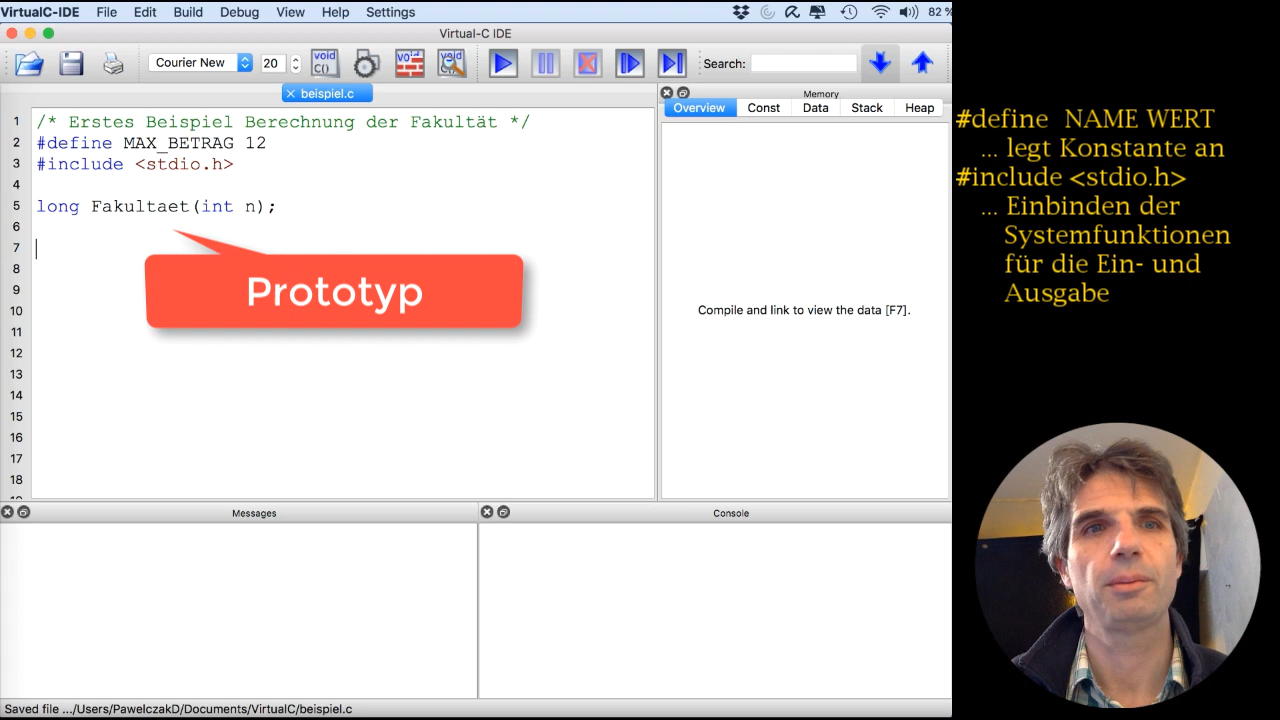 VirtualC-IDE File Edit Build Debug View Help Settings 82 %
Virtual-C IDE
Courier New 20 void C() void void Search:
beispiel.c
Memory
Overview Const Data Stack Heap
1 /* Erstes Beispiel Berechnung der Fakultät */
2 #define MAX_BETRAG 12
3 #include <stdio.h>
4
5 long Fakultaet(int n);
6
7
8
9
10
11
12
13
14
15
16
17
18
Prototyp
Compile and link to view the data [F7].
Messages
Console
Saved file .../Users/PawelczakD/Documents/VirtualC/beispiel.c
#define NAME WERT
... legt Konstante an
#include <stdio.h>
... Einbinden der
Systemfunktionen
für die Ein- und
Ausgabe